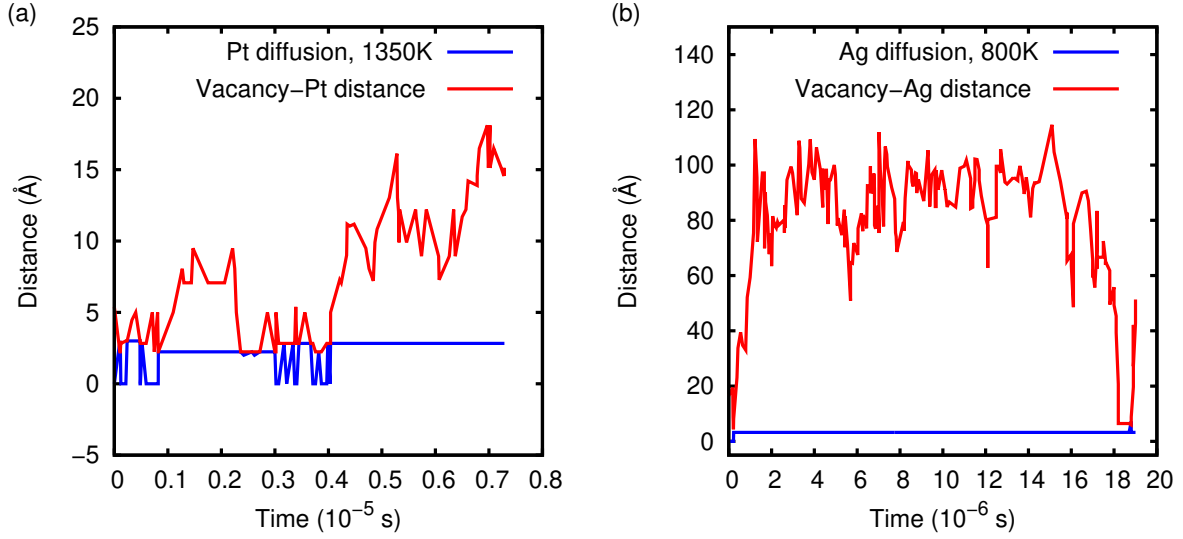 (a)
25
20
15
10
5
0
−5
Distance (Å)
Pt diffusion, 1350K
Vacancy−Pt distance
0 0.1 0.2 0.3 0.4 0.5 0.6 0.7 0.8
Time (10⁻⁵ s)
(b)
140
120
100
80
60
40
20
0
Distance (Å)
Ag diffusion, 800K
Vacancy−Ag distance
0 2 4 6 8 10 12 14 16 18 20
Time (10⁻⁶ s)